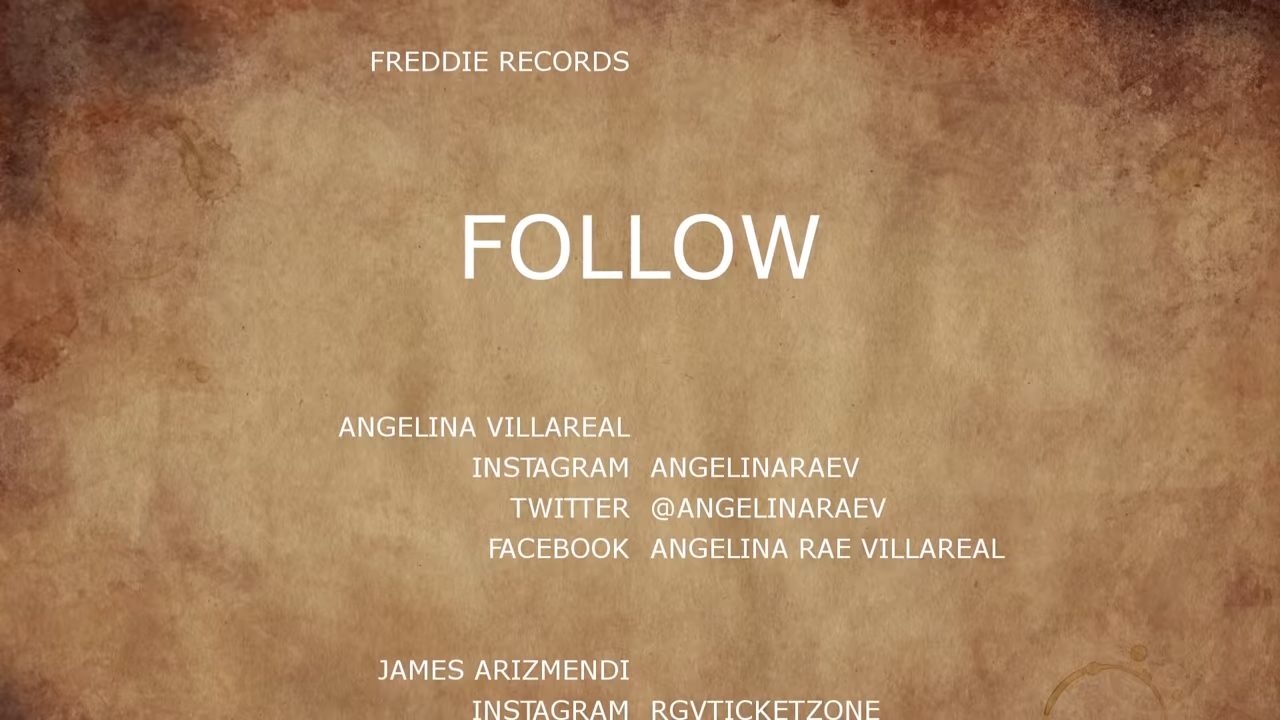 FREDDIE RECORDS
FOLLOW
ANGELINA VILLAREAL
INSTAGRAM ANGELINARAEV
TWITTER @ANGELINARAEV
FACEBOOK ANGELINA RAE VILLAREAL
JAMES ARIZMENDI
INSTAGRAM RGVTICKETZONE